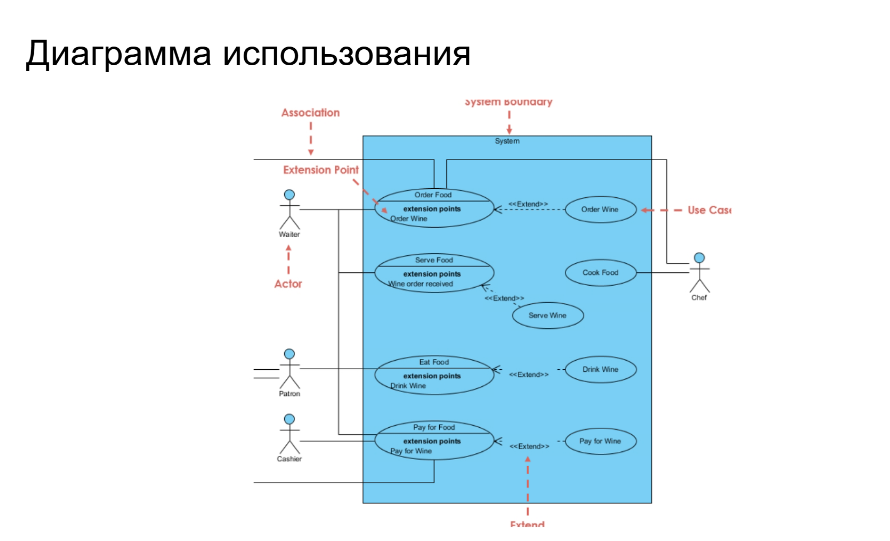 Диаграмма использования
System Boundary
Association
System
Extension Point
Order Food
extension points
Order Wine
<<Extend>>
Order Wine
Use Case
Waiter
Serve Food
extension points
Wine order received
Cook Food
Actor
<<Extend>>
Chef
Serve Wine
Eat Food
extension points
Drink Wine
<<Extend>>
Drink Wine
Patron
Pay for Food
extension points
Pay for Wine
<<Extend>>
Pay for Wine
Cashier
Extend